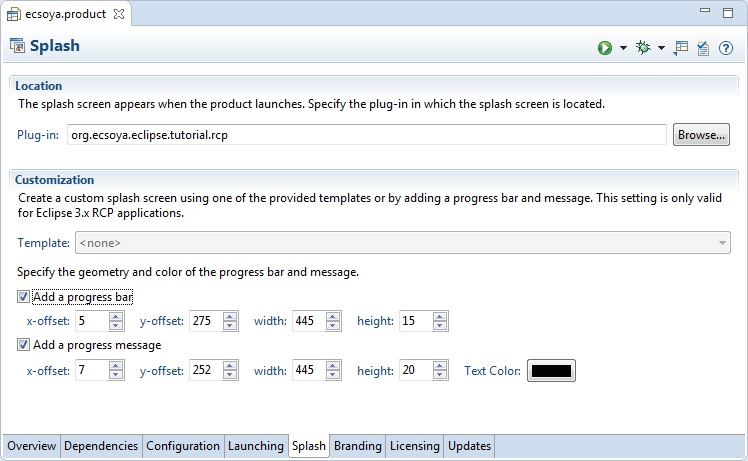 ecsoya.product
Splash
Location
The splash screen appears when the product launches. Specify the plug-in in which the splash screen is located.
Plug-in: org.ecsoya.eclipse.tutorial.rcp Browse...
Customization
Create a custom splash screen using one of the provided templates or by adding a progress bar and message. This setting is only valid
for Eclipse 3.x RCP applications.
Template: <none>
Specify the geometry and color of the progress bar and message.
Add a progress bar
x-offset: 5 y-offset: 275 width: 445 height: 15
Add a progress message
x-offset: 7 y-offset: 252 width: 445 height: 20 Text Color:
Overview Dependencies Configuration Launching Splash Branding Licensing Updates